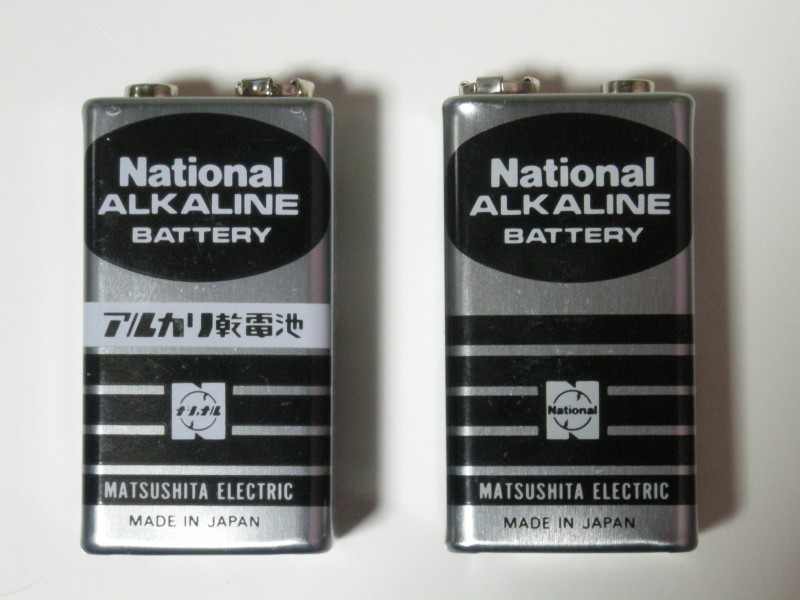 National
ALKALINE
BATTERY
アルカリ乾電池
ナショナル
MATSUSHITA ELECTRIC
MADE IN JAPAN
National
ALKALINE
BATTERY
National
MATSUSHITA ELECTRIC
MADE IN JAPAN